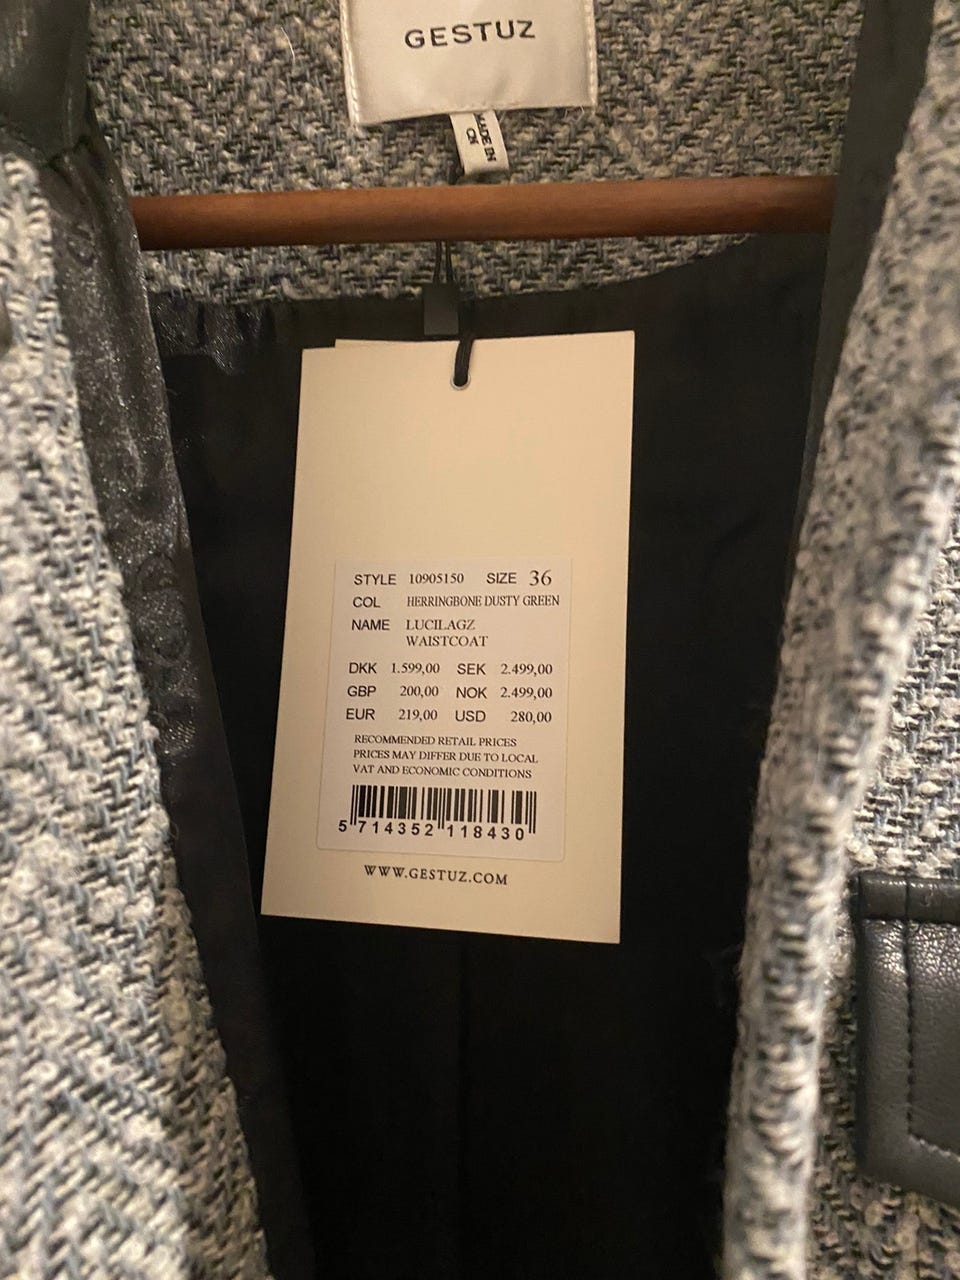 GESTUZ
MADE IN
CN
STYLE 10905150 SIZE 36
COL HERRINGBONE DUSTY GREEN
NAME LUCILAGZ
WAISTCOAT
DKK 1.599,00 SEK 2.499,00
GBP 200,00 NOK 2.499,00
EUR 219,00 USD 280,00
RECOMMENDED RETAIL PRICES
PRICES MAY DIFFER DUE TO LOCAL
VAT AND ECONOMIC CONDITIONS
5 714352 118430
WWW.GESTUZ.COM